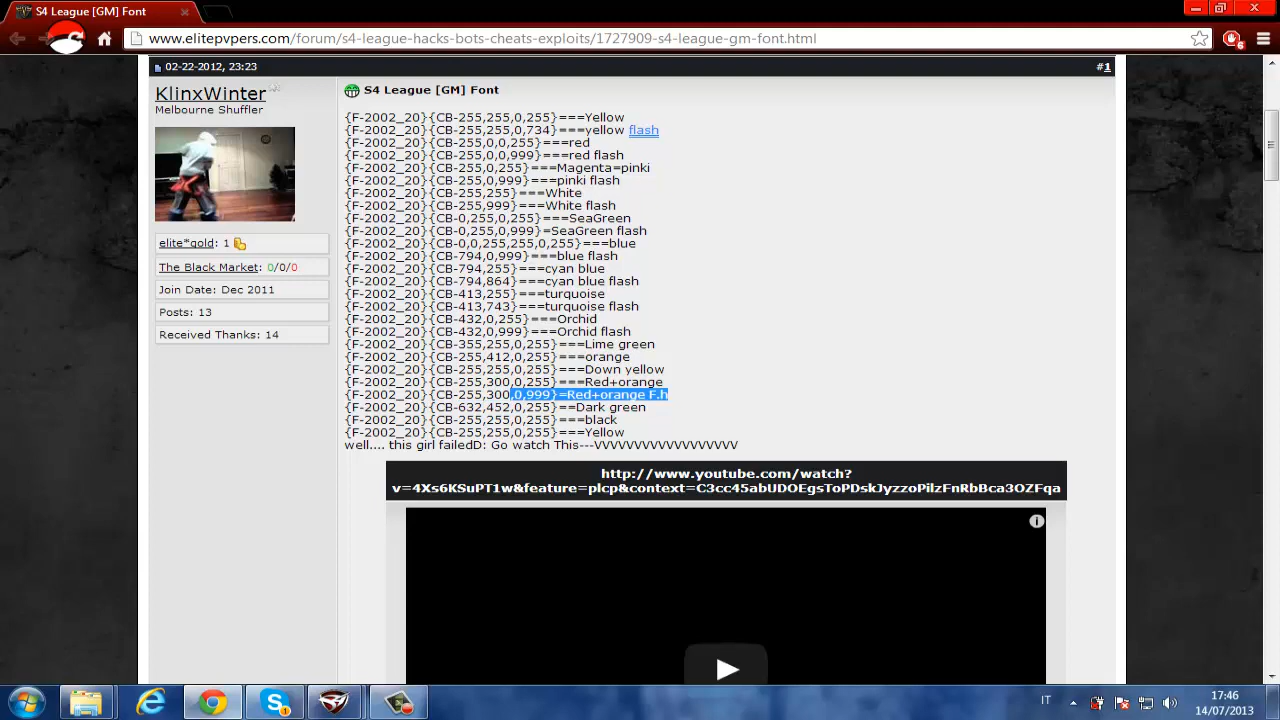 S4 League [GM] Font
www.elitepvpers.com/forum/s4-league-hacks-bots-cheats-exploits/1727909-s4-league-gm-font.html
6
02-22-2012, 23:23
#1
KlinxWinter
Melbourne Shuffler
elite*gold: 1
The Black Market: 0/0/0
Join Date: Dec 2011
Posts: 13
Received Thanks: 14
S4 League [GM] Font
{F-2002_20}{CB-255,255,0,255}===Yellow
{F-2002_20}{CB-255,255,0,734}===yellow flash
{F-2002_20}{CB-255,0,0,255}===red
{F-2002_20}{CB-255,0,0,999}===red flash
{F-2002_20}{CB-255,0,255}===Magenta=pinki
{F-2002_20}{CB-255,0,999}===pinki flash
{F-2002_20}{CB-255,255}===White
{F-2002_20}{CB-255,999}===White flash
{F-2002_20}{CB-0,255,0,255}===SeaGreen
{F-2002_20}{CB-0,255,0,999}=SeaGreen flash
{F-2002_20}{CB-0,0,255,255,0,255}===blue
{F-2002_20}{CB-794,0,999}===blue flash
{F-2002_20}{CB-794,255}===cyan blue
{F-2002_20}{CB-794,864}===cyan blue flash
{F-2002_20}{CB-413,255}===turquoise
{F-2002_20}{CB-413,743}===turquoise flash
{F-2002_20}{CB-432,0,255}===Orchid
{F-2002_20}{CB-432,0,999}===Orchid flash
{F-2002_20}{CB-355,255,0,255}===Lime green
{F-2002_20}{CB-255,412,0,255}===orange
{F-2002_20}{CB-255,255,0,255}===Down yellow
{F-2002_20}{CB-255,300,0,255}===Red+orange
{F-2002_20}{CB-255,300,0,999}=Red+orange F.h
{F-2002_20}{CB-632,452,0,255}==Dark green
{F-2002_20}{CB-255,255,0,255}===black
{F-2002_20}{CB-255,255,0,255}===Yellow
well.... this girl failedD: Go watch This---VVVVVVVVVVVVVVVVVV
http://www.youtube.com/watch?
v=4Xs6KSuPT1w&feature=plcp&context=C3cc45abUDOEgsToPDskJyzzoPilzFnRbBca3OZFqa
IT
17:46
14/07/2013